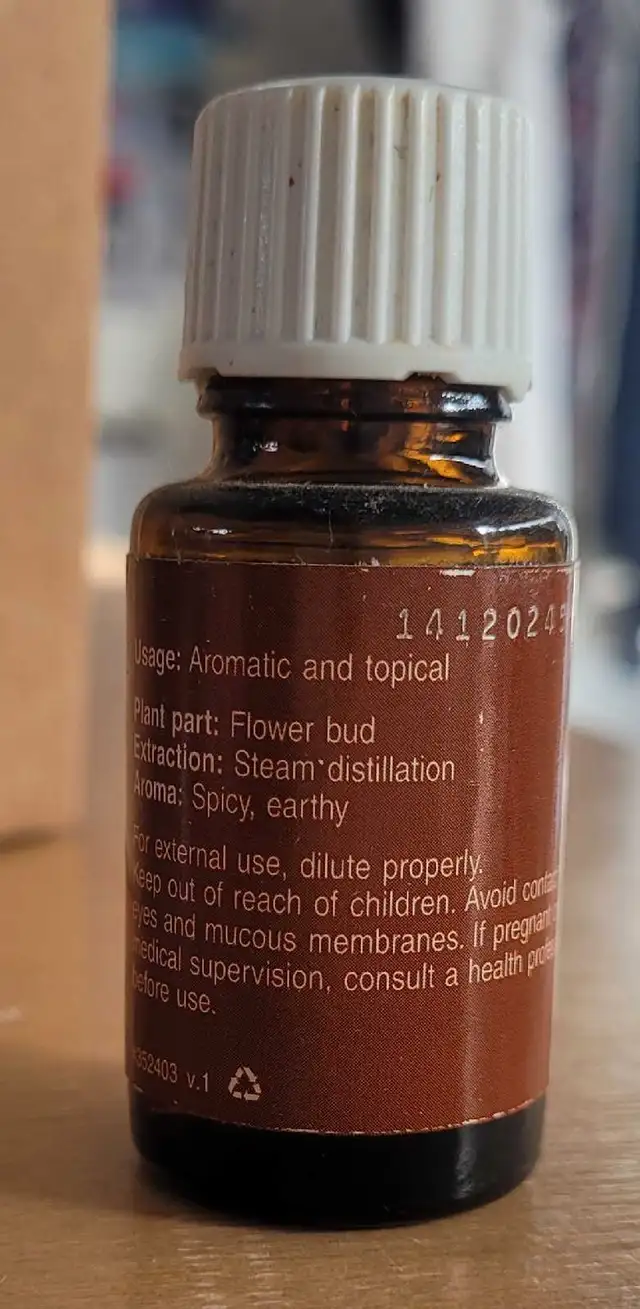 1412024
Usage: Aromatic and topical
Plant part: Flower bud
Extraction: Steam distillation
Aroma: Spicy, earthy
For external use, dilute properly.
Keep out of reach of children. Avoid
eyes and mucous membranes. If pregnant
medical supervision, consult a health
before use.
352403 v.1